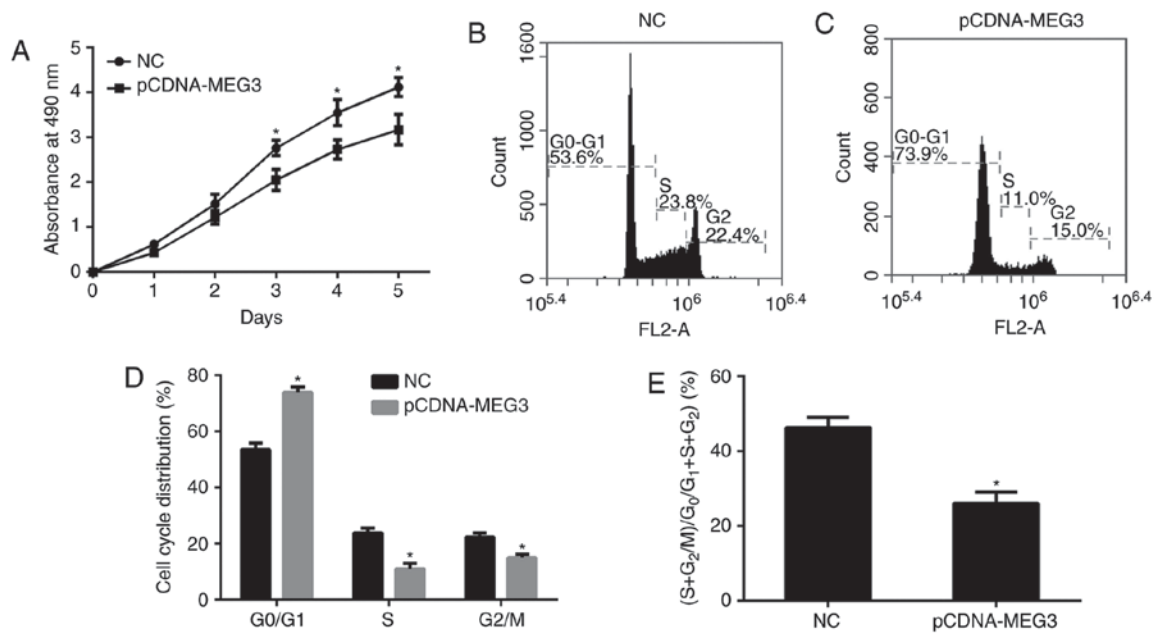 A
NC
pCDNA-MEG3
Absorbance at 490 nm
5
4
3
2
1
0
* * *
0 1 2 3 4 5
Days
B
NC
Count
1600
1000
500
0
G0-G1
53.6%
S
23.8%
G2
22.4%
10^5.4 10^6 10^6.4
FL2-A
C
pCDNA-MEG3
Count
800
600
400
200
0
G0-G1
73.9%
S
11.0%
G2
15.0%
10^5.4 10^6 10^6.4
FL2-A
D
NC
pCDNA-MEG3
Cell cycle distribution (%)
80
60
40
20
0
* * *
G0/G1 S G2/M
E
(S+G2/M)/G0/G1+S+G2) (%)
60
40
20
0
*
NC pCDNA-MEG3